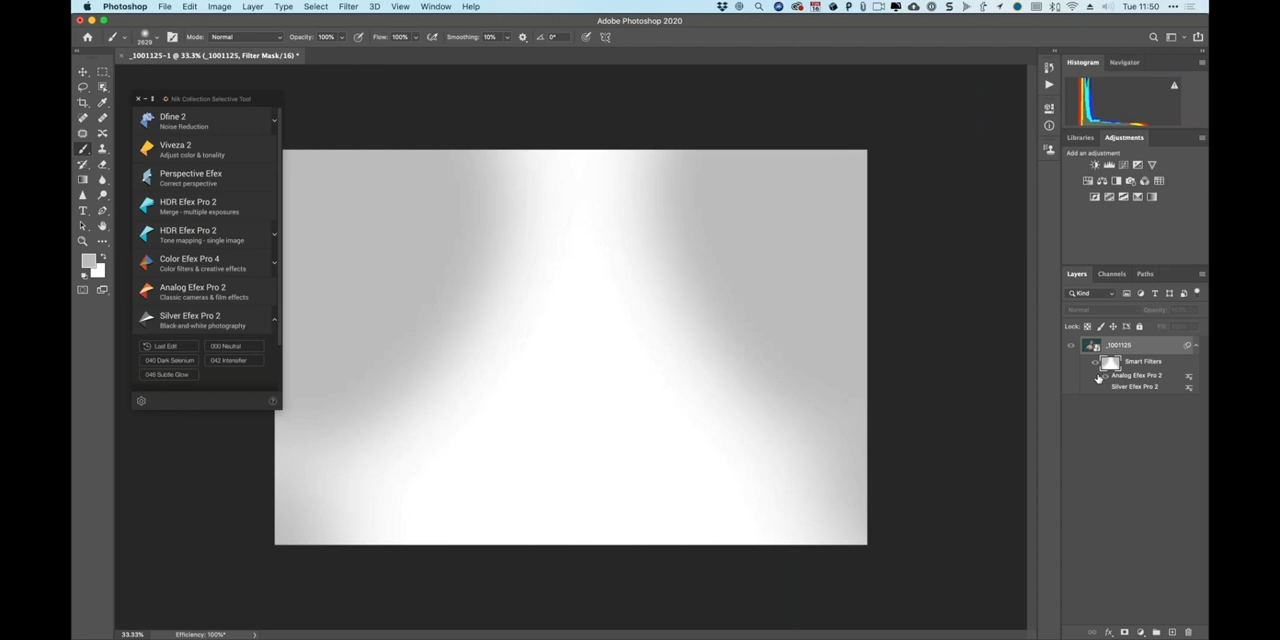 Photoshop File Edit Image Layer Type Select Filter 3D View Window Help Tue 11:50
Adobe Photoshop 2020
2629 Mode: Normal Opacity: 100% Flow: 100% Smoothing: 10% 0°
_1001125-1 @ 33.3% (_1001125, Filter Mask/16) *
Histogram Navigator
Nik Collection Selective Tool
Dfine 2
Noise Reduction
Viveza 2
Adjust color & tonality
Perspective Efex
Correct perspective
HDR Efex Pro 2
Merge - multiple exposures
HDR Efex Pro 2
Tone mapping - single image
Color Efex Pro 4
Color filters & creative effects
Analog Efex Pro 2
Classic cameras & film effects
Silver Efex Pro 2
Black-and-white photography
Last Edit 000 Neutral
040 Dark Selenium 042 Intensifier
046 Subtle Glow
Libraries Adjustments
Add an adjustment
Layers Channels Paths
Kind
Normal Opacity:
Lock: Fill:
_1001125
Smart Filters
Analog Efex Pro 2
Silver Efex Pro 2
33.33% Efficiency: 100%*